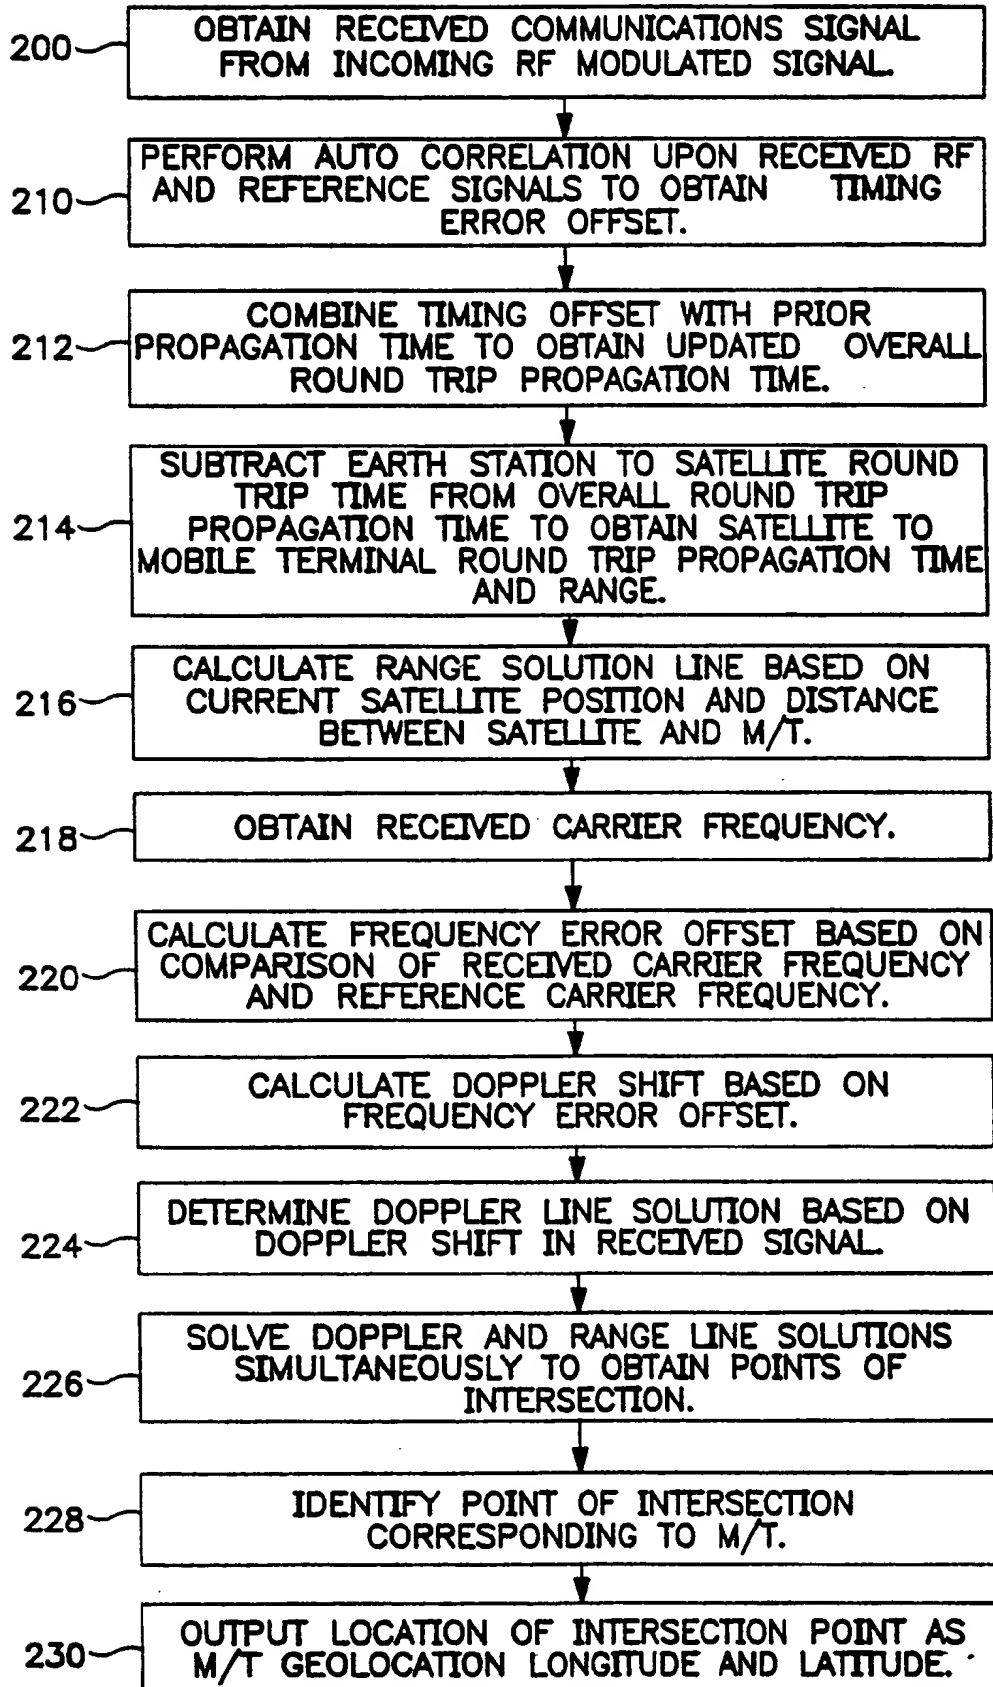 200
OBTAIN RECEIVED COMMUNICATIONS SIGNAL
FROM INCOMING RF MODULATED SIGNAL.
210
PERFORM AUTO CORRELATION UPON RECEIVED RF
AND REFERENCE SIGNALS TO OBTAIN TIMING
ERROR OFFSET.
212
COMBINE TIMING OFFSET WITH PRIOR
PROPAGATION TIME TO OBTAIN UPDATED OVERALL
ROUND TRIP PROPAGATION TIME.
214
SUBTRACT EARTH STATION TO SATELLITE ROUND
TRIP TIME FROM OVERALL ROUND TRIP
PROPAGATION TIME TO OBTAIN SATELLITE TO
MOBILE TERMINAL ROUND TRIP PROPAGATION TIME
AND RANGE.
216
CALCULATE RANGE SOLUTION LINE BASED ON
CURRENT SATELLITE POSITION AND DISTANCE
BETWEEN SATELLITE AND M/T.
218
OBTAIN RECEIVED CARRIER FREQUENCY.
220
CALCULATE FREQUENCY ERROR OFFSET BASED ON
COMPARISON OF RECEIVED CARRIER FREQUENCY
AND REFERENCE CARRIER FREQUENCY.
222
CALCULATE DOPPLER SHIFT BASED ON
FREQUENCY ERROR OFFSET.
224
DETERMINE DOPPLER LINE SOLUTION BASED ON
DOPPLER SHIFT IN RECEIVED SIGNAL.
226
SOLVE DOPPLER AND RANGE LINE SOLUTIONS
SIMULTANEOUSLY TO OBTAIN POINTS OF
INTERSECTION.
228
IDENTIFY POINT OF INTERSECTION
CORRESPONDING TO M/T.
230
OUTPUT LOCATION OF INTERSECTION POINT AS
M/T GEOLOCATION LONGITUDE AND LATITUDE.